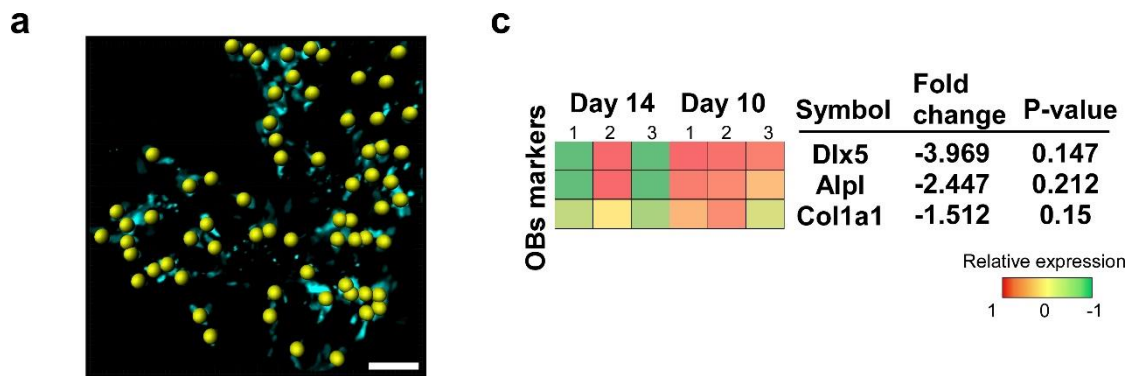 a
c
OBs markers
Day 14 Day 10
1 2 3 1 2 3
Symbol Fold change P-value
Dlx5 -3.969 0.147
Alpl -2.447 0.212
Col1a1 -1.512 0.15
Relative expression
1 0 -1